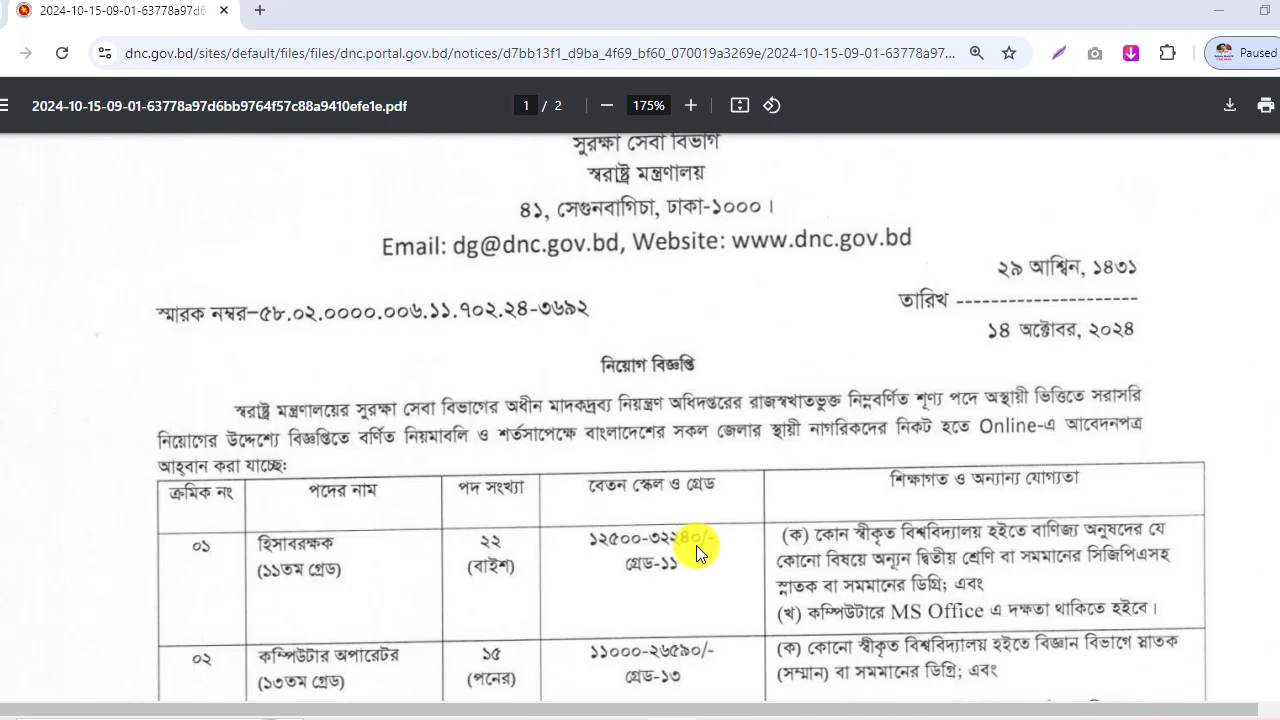 2024-10-15-09-01-63778a97d6
dnc.gov.bd/sites/default/files/files/dnc.portal.gov.bd/notices/d7bb13f1_d9ba_4f69_bf60_070019a3269e/2024-10-15-09-01-63778a97...
Paused
2024-10-15-09-01-63778a97d6bb9764f57c88a9410efe1e.pdf
1 / 2
175%
সুরক্ষা সেবা বিভাগ
স্বরাষ্ট্র মন্ত্রণালয়
৪১, সেগুনবাগিচা, ঢাকা-১০০০।
Email: dg@dnc.gov.bd, Website: www.dnc.gov.bd
২৯ আশ্বিন, ১৪৩১
স্মারক নম্বর-৫৮.০২.০০০০.০০৬.১১.৭০২.২৪-৩৬৯২
তারিখ ---------------------
১৪ অক্টোবর, ২০২৪
নিয়োগ বিজ্ঞপ্তি
স্বরাষ্ট্র মন্ত্রণালয়ের সুরক্ষা সেবা বিভাগের অধীন মাদকদ্রব্য নিয়ন্ত্রণ অধিদপ্তরের রাজস্বখাতভুক্ত নিম্নবর্ণিত শূণ্য পদে অস্থায়ী ভিত্তিতে সরাসরি
নিয়োগের উদ্দেশ্যে বিজ্ঞপ্তিতে বর্ণিত নিয়মাবলি ও শর্তসাপেক্ষে বাংলাদেশের সকল জেলার স্থায়ী নাগরিকদের নিকট হতে Online-এ আবেদনপত্র
আহ্বান করা যাচ্ছে:
ক্রমিক নং পদের নাম পদ সংখ্যা বেতন স্কেল ও গ্রেড শিক্ষাগত ও অন্যান্য যোগ্যতা
০১
হিসাবরক্ষক
(১১তম গ্রেড)
২২
(বাইশ)
১২৫০০-৩২২৪০/-
গ্রেড-১১
(ক) কোন স্বীকৃত বিশ্ববিদ্যালয় হইতে বাণিজ্য অনুষদের যে
কোনো বিষয়ে অন্যূন দ্বিতীয় শ্রেণি বা সমমানের সিজিপিএসহ
স্নাতক বা সমমানের ডিগ্রি; এবং
(খ) কম্পিউটারে MS Office এ দক্ষতা থাকিতে হইবে।
০২
কম্পিউটার অপারেটর
(১৩তম গ্রেড)
১৫
(পনের)
১১০০০-২৬৫৯০/-
গ্রেড-১৩
(ক) কোনো স্বীকৃত বিশ্ববিদ্যালয় হইতে বিজ্ঞান বিভাগে স্নাতক
(সম্মান) বা সমমানের ডিগ্রি; এবং